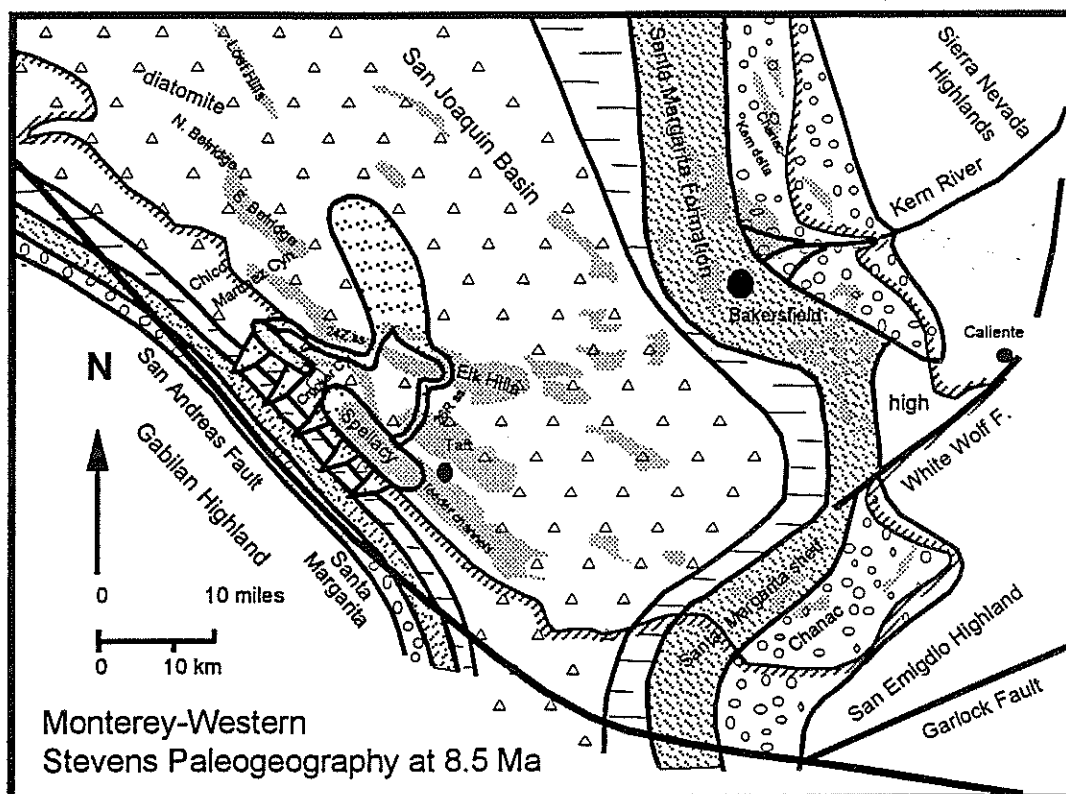 Lost Hills
diatomite
San Joaquin Basin
N. Belridge
S. Belridge
Chico
Martinez Cyn.
Santa Margarita Formation
Chanac
Kern delta
Sierra Nevada
Highlands
Kern River
Bakersfield
Caliente
high
White Wolf F.
24Z ss
Elk Hills
Spellacy
Taft
N
San Andreas Fault
Gabilan Highland
Santa
Margarita
0 10 miles
0 10 km
Santa Margarita shelf
Chanac
San Emigdio Highland
Garlock Fault
Monterey-Western
Stevens Paleogeography at 8.5 Ma